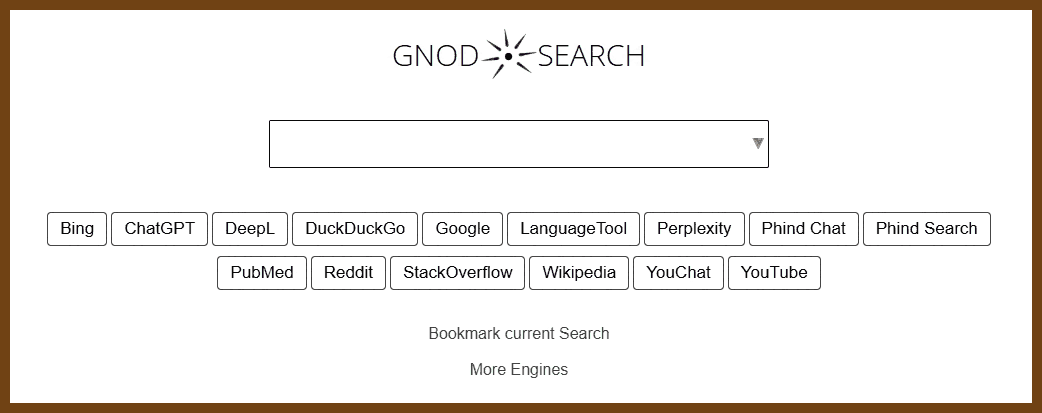 GNOD SEARCH
Bing ChatGPT DeepL DuckDuckGo Google LanguageTool Perplexity Phind Chat Phind Search
PubMed Reddit StackOverflow Wikipedia YouChat YouTube
Bookmark current Search
More Engines